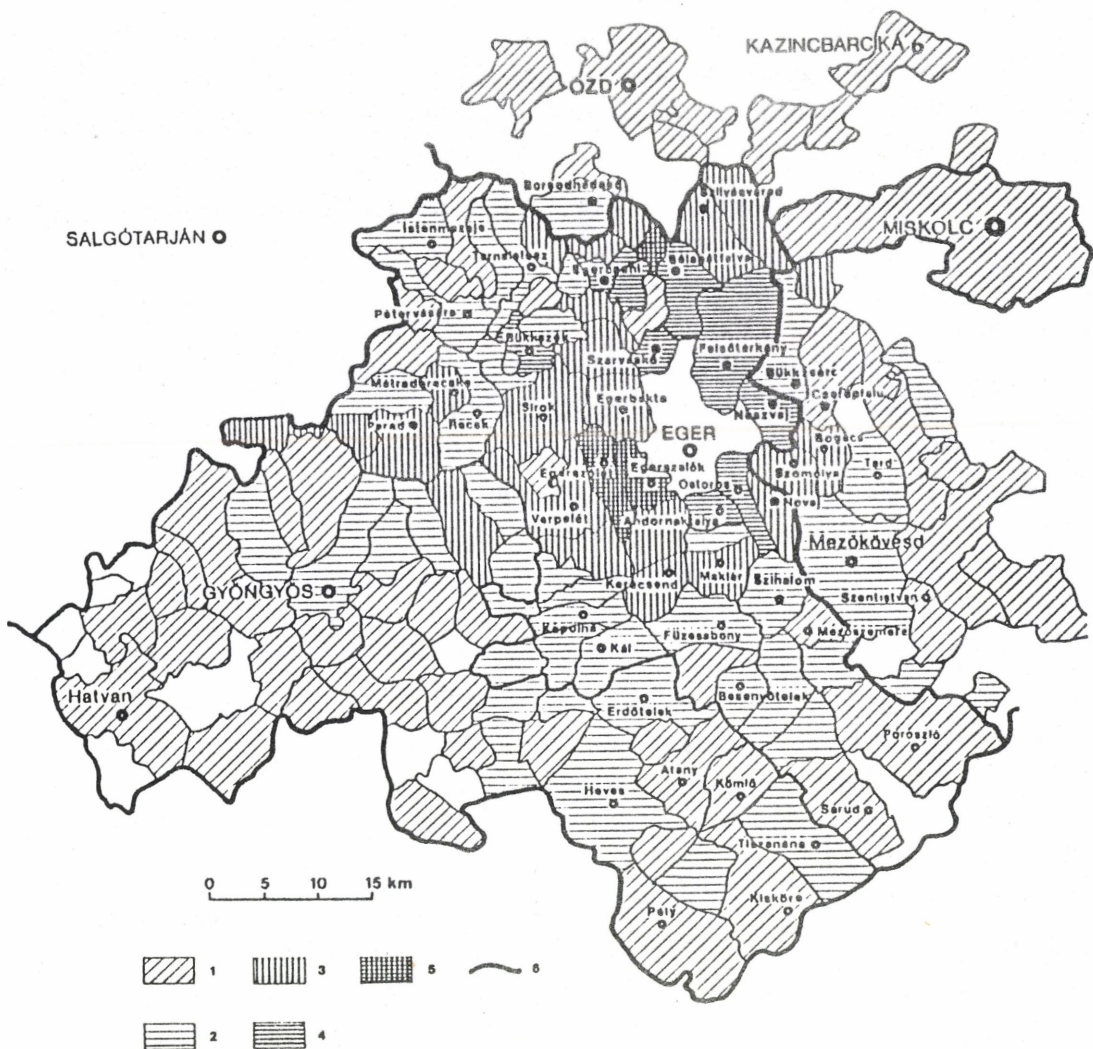 KAZINCBARCIKA
ÓZD
Borsodnádasd
Szilvásvárad
SALGÓTARJÁN
MISKOLC
Istenmezeje
Tarnalelesz
Egercsehi
Bélapátfalva
Pétervására
Bükkszék
Szarvaskő
Felsőtárkány
Bükkzsérc
Cserépfalu
Mátraderecske
Egerbakta
Noszvaj
Sirok
Parád
Recsk
EGER
Bogács
Egerszólát
Egerszalók
Szomolya
Tard
Ostoros
Novaj
Verpelét
Andornaktálya
Mezőkövesd
GYÖNGYÖS
Kerecsend
Maklár
Szihalom
Szentistván
Kápolna
Füzesabony
Mezőszemere
Kál
Hatvan
Erdőtelek
Besenyőtelek
Poroszló
Átány
Heves
Kömlő
Sarud
Tiszanána
0 5 10 15 km
Kisköre
Pély
1 3 5 6
2 4